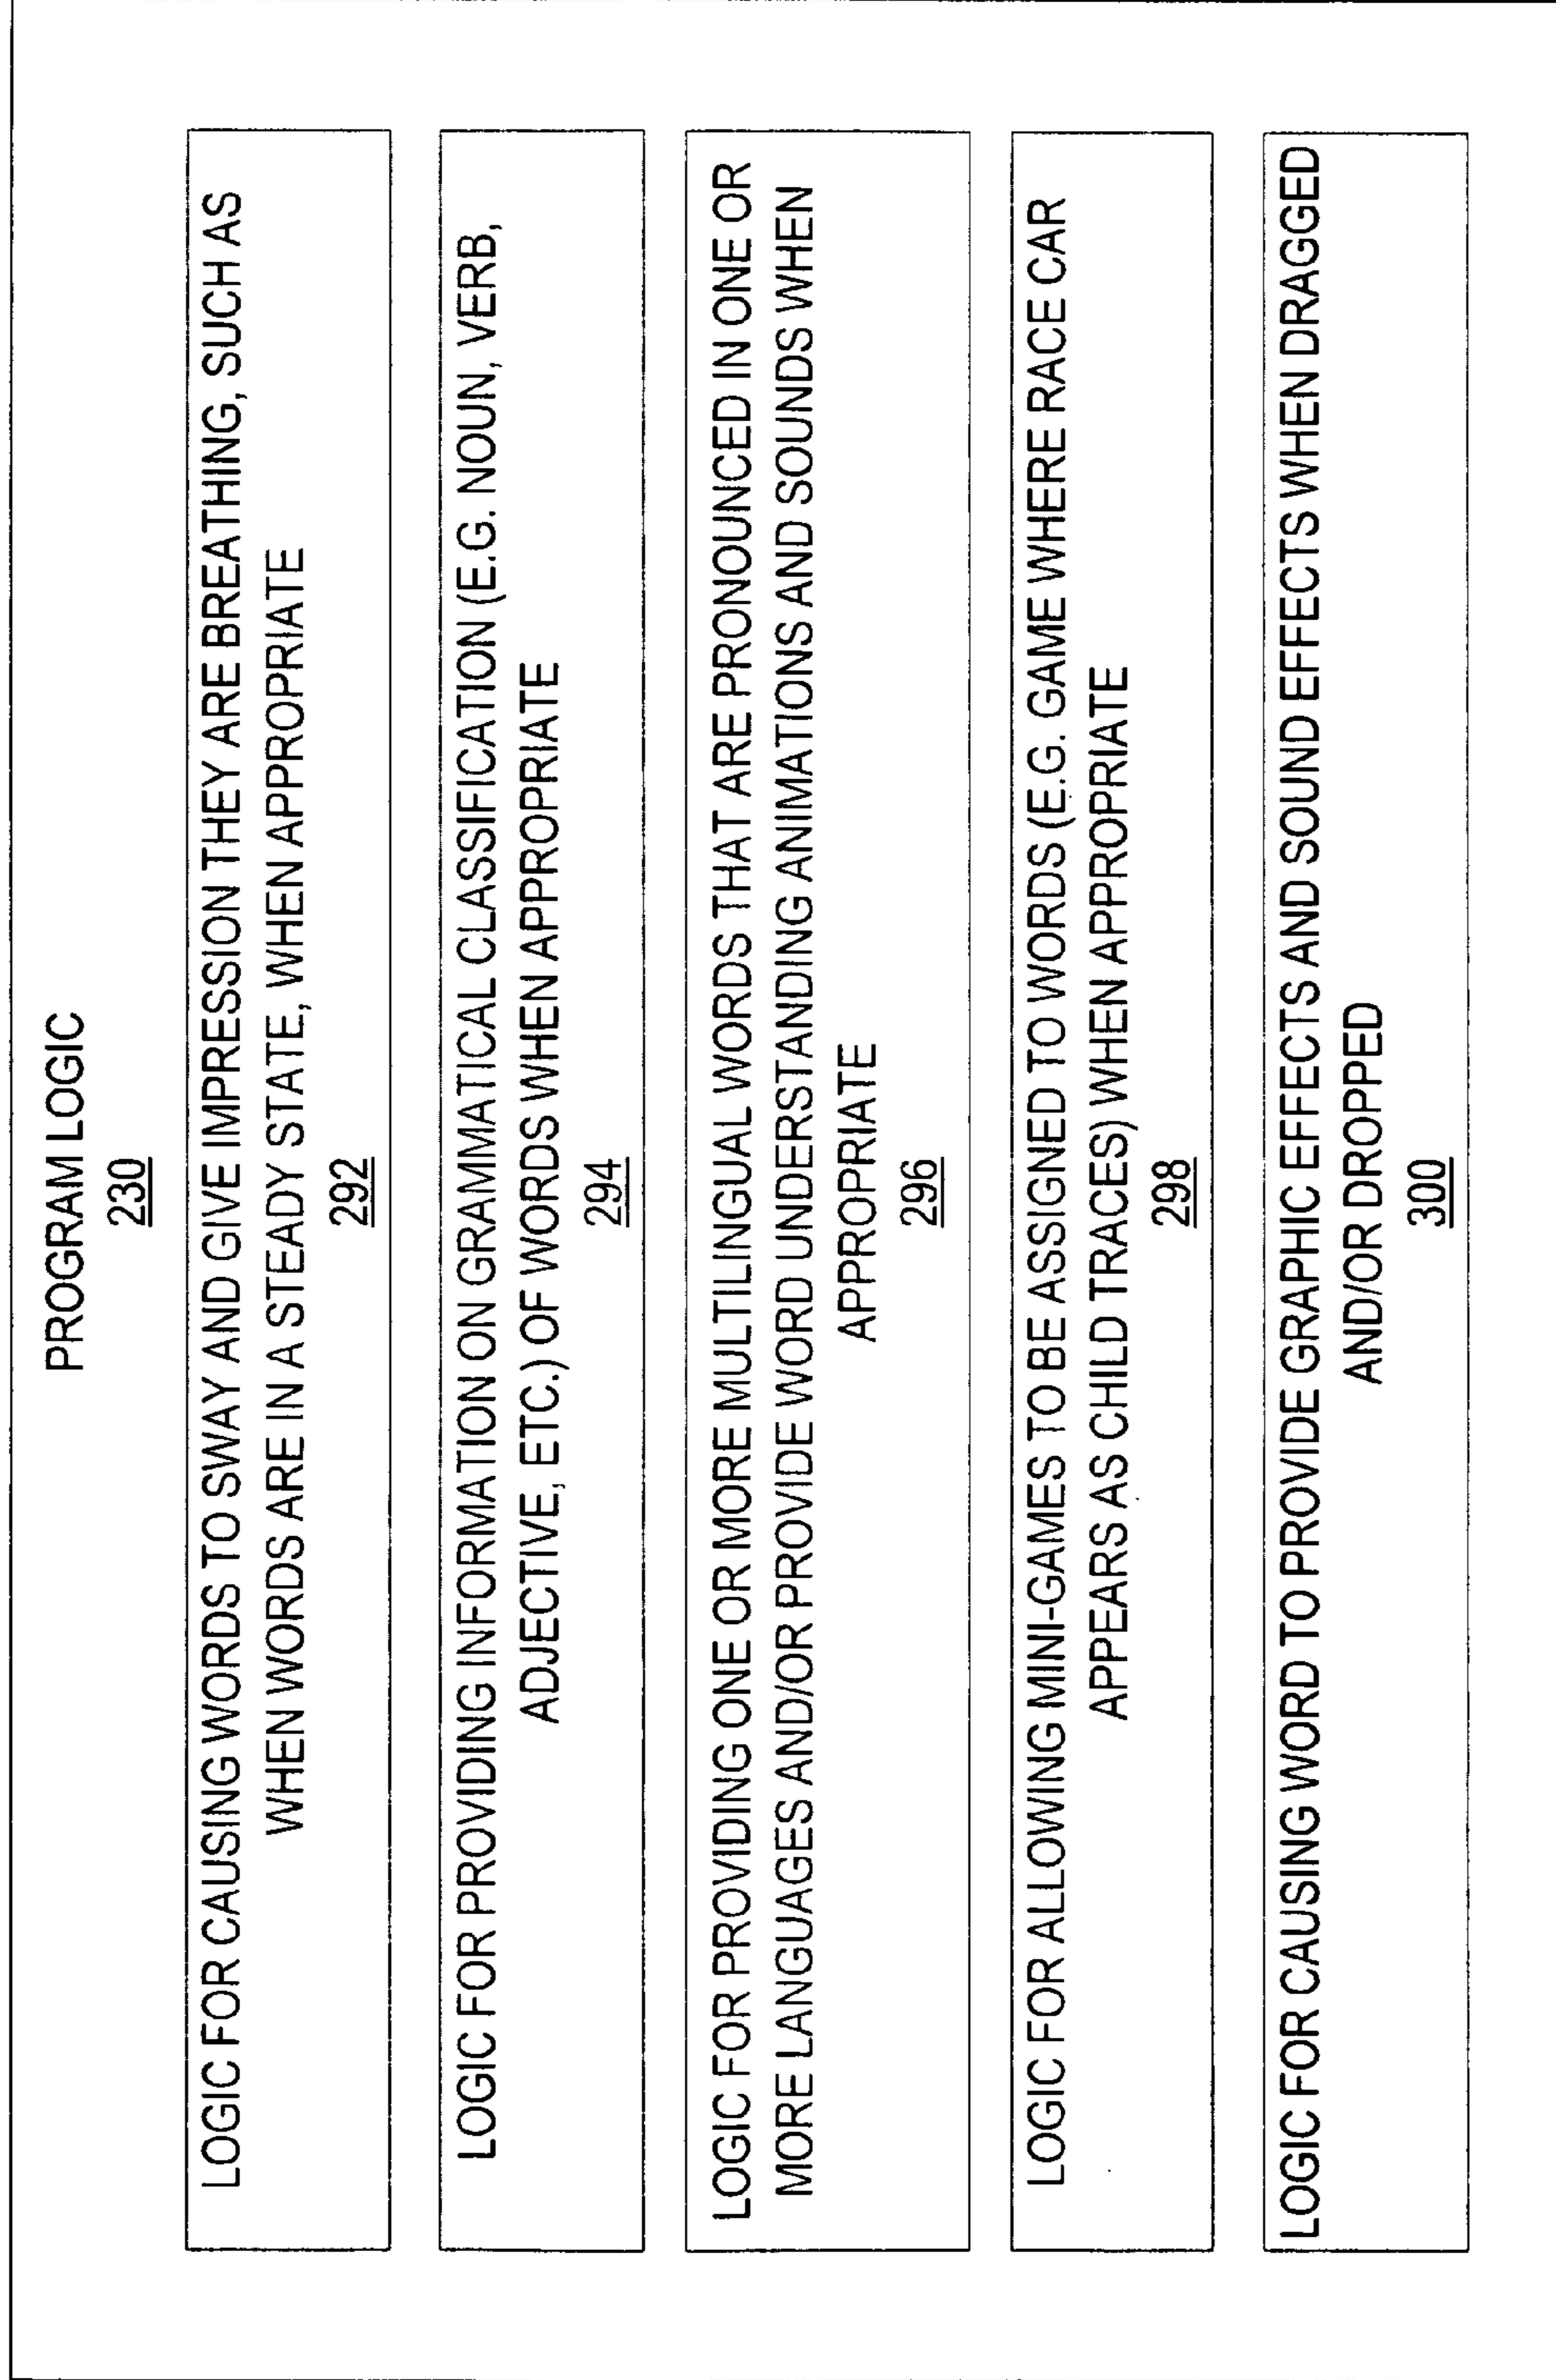 PROGRAM LOGIC
230
LOGIC FOR CAUSING WORDS TO SWAY AND GIVE IMPRESSION THEY ARE BREATHING, SUCH AS
WHEN WORDS ARE IN A STEADY STATE, WHEN APPROPRIATE
292
LOGIC FOR PROVIDING INFORMATION ON GRAMMATICAL CLASSIFICATION (E.G. NOUN, VERB,
ADJECTIVE, ETC.) OF WORDS WHEN APPROPRIATE
294
LOGIC FOR PROVIDING ONE OR MORE MULTILINGUAL WORDS THAT ARE PRONOUNCED IN ONE OR
MORE LANGUAGES AND/OR PROVIDE WORD UNDERSTANDING ANIMATIONS AND SOUNDS WHEN
APPROPRIATE
296
LOGIC FOR ALLOWING MINI-GAMES TO BE ASSIGNED TO WORDS (E.G. GAME WHERE RACE CAR
APPEARS AS CHILD TRACES) WHEN APPROPRIATE
298
LOGIC FOR CAUSING WORD TO PROVIDE GRAPHIC EFFECTS AND SOUND EFFECTS WHEN DRAGGED
AND/OR DROPPED
300